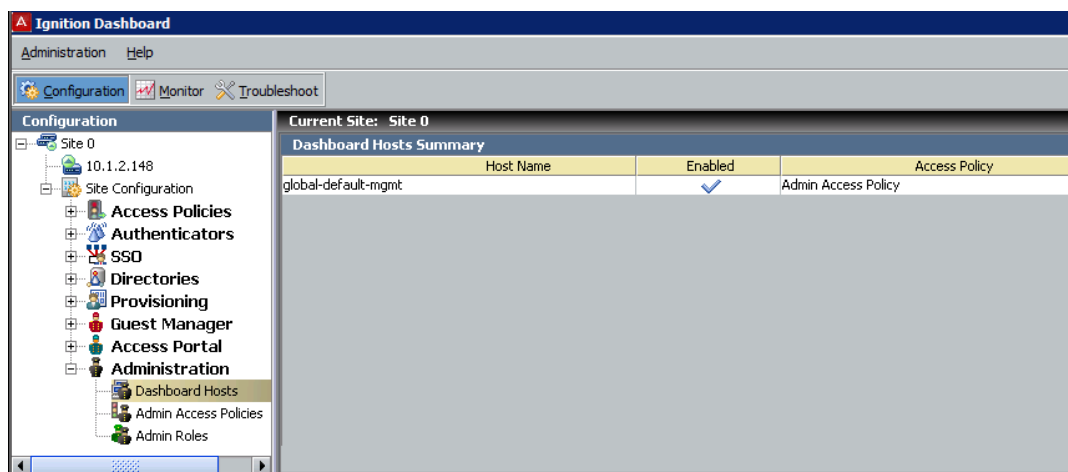 Ignition Dashboard
Administration Help
Configuration Monitor Troubleshoot
Configuration
Site 0
10.1.2.148
Site Configuration
Access Policies
Authenticators
SSO
Directories
Provisioning
Guest Manager
Access Portal
Administration
Dashboard Hosts
Admin Access Policies
Admin Roles
Current Site: Site 0
Dashboard Hosts Summary
Host Name Enabled Access Policy
global-default-mgmt Admin Access Policy